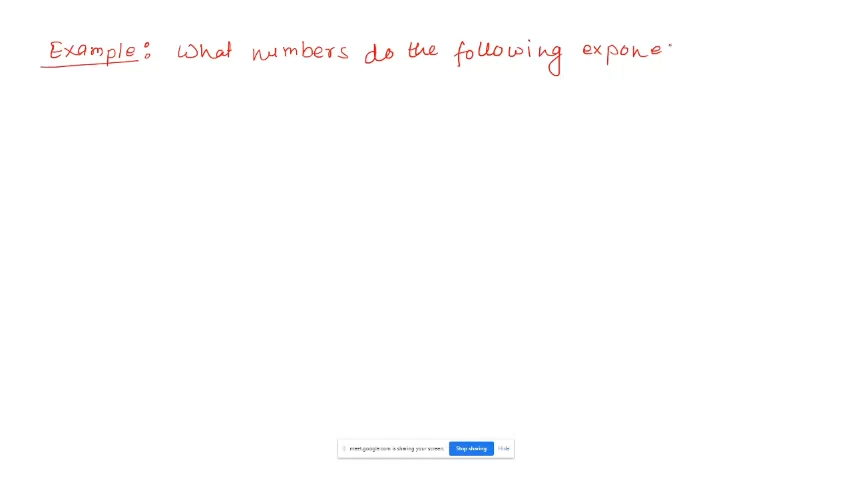 Example: What numbers do the following expone
meet.google.com is sharing your screen. Stop sharing Hide